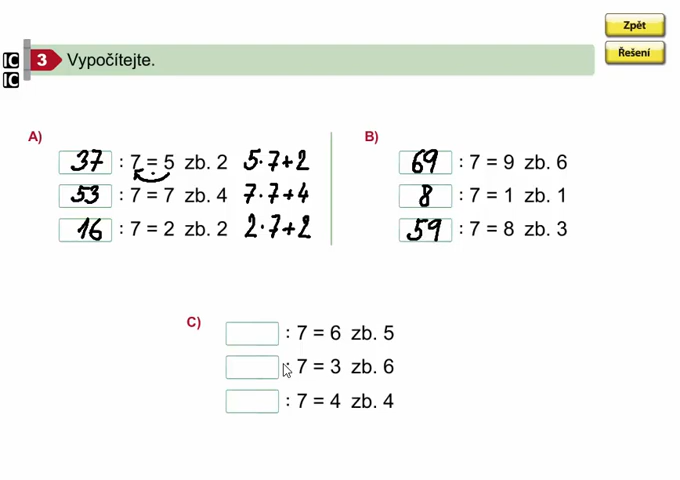 Zpět
Řešení
IC
IC
3 Vypočítejte.
A)
37 : 7 = 5 zb. 2 5·7+2
53 : 7 = 7 zb. 4 7·7+4
16 : 7 = 2 zb. 2 2·7+2
B)
69 : 7 = 9 zb. 6
8 : 7 = 1 zb. 1
59 : 7 = 8 zb. 3
C)
: 7 = 6 zb. 5
: 7 = 3 zb. 6
: 7 = 4 zb. 4